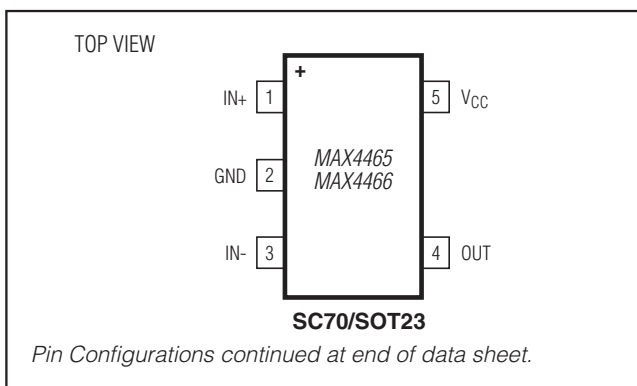 TOP VIEW
+
IN+ 1
5 VCC
MAX4465
MAX4466
GND 2
IN- 3
4 OUT
SC70/SOT23
Pin Configurations continued at end of data sheet.